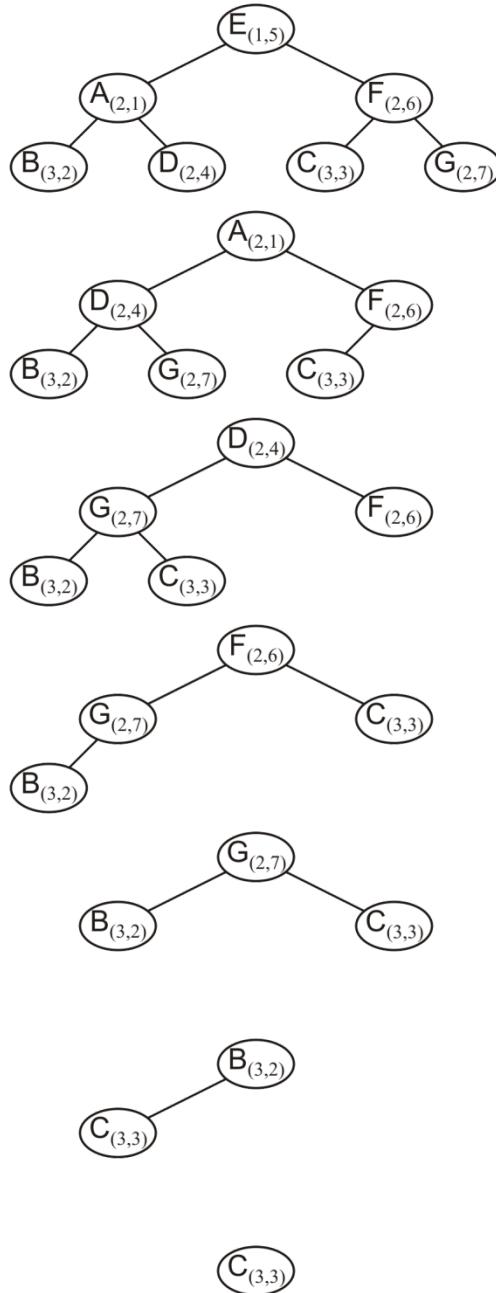 E(1,5)
A(2,1) F(2,6)
B(3,2) D(2,4) C(3,3) G(2,7)
A(2,1)
D(2,4) F(2,6)
B(3,2) G(2,7) C(3,3)
D(2,4)
G(2,7) F(2,6)
B(3,2) C(3,3)
F(2,6)
G(2,7) C(3,3)
B(3,2)
G(2,7)
B(3,2) C(3,3)
B(3,2)
C(3,3)
C(3,3)